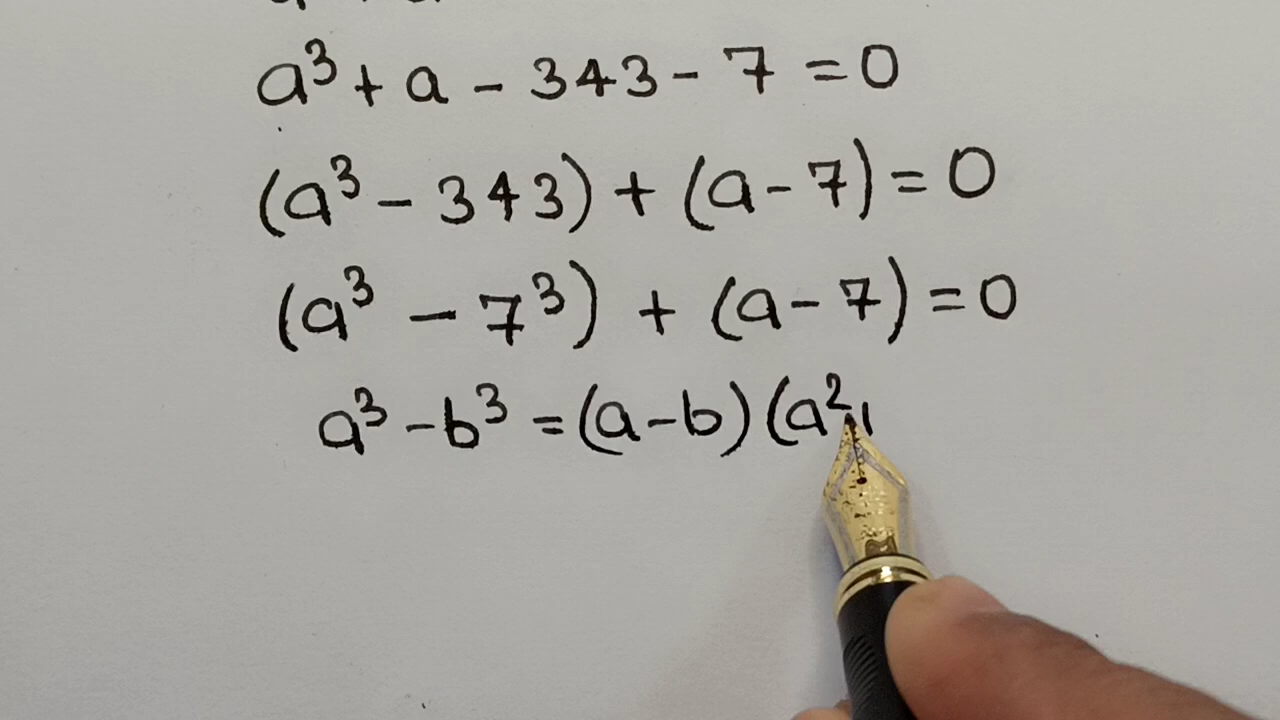 a³ + a - 343 - 7 = 0
(a³ - 343) + (a - 7) = 0
(a³ - 7³) + (a - 7) = 0
a³ - b³ = (a - b) (a²